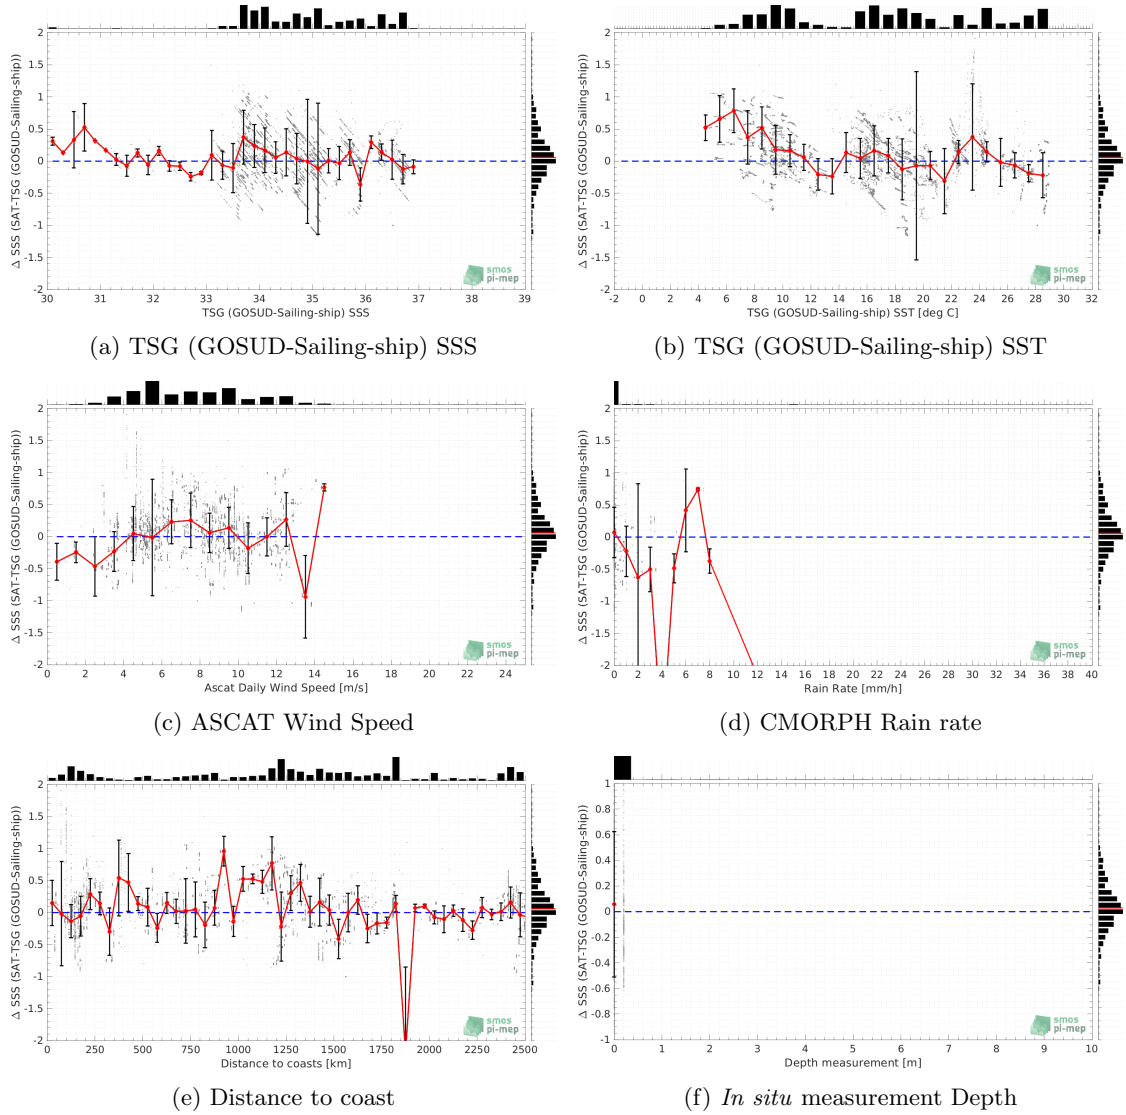 Δ SSS (SAT-TSG (GOSUD-Sailing-ship))
2
1.5
1
0.5
0
-0.5
-1
-1.5
-2
30 31 32 33 34 35 36 37 38 39
TSG (GOSUD-Sailing-ship) SSS
smos
pi-mep
(a) TSG (GOSUD-Sailing-ship) SSS
Δ SSS (SAT-TSG (GOSUD-Sailing-ship))
2
1.5
1
0.5
0
-0.5
-1
-1.5
-2
-2 0 2 4 6 8 10 12 14 16 18 20 22 24 26 28 30 32
TSG (GOSUD-Sailing-ship) SST [deg C]
smos
pi-mep
(b) TSG (GOSUD-Sailing-ship) SST
Δ SSS (SAT-TSG (GOSUD-Sailing-ship))
2
1.5
1
0.5
0
-0.5
-1
-1.5
-2
0 2 4 6 8 10 12 14 16 18 20 22 24
Ascat Daily Wind Speed [m/s]
smos
pi-mep
(c) ASCAT Wind Speed
Δ SSS (SAT-TSG (GOSUD-Sailing-ship))
2
1.5
1
0.5
0
-0.5
-1
-1.5
-2
0 2 4 6 8 10 12 14 16 18 20 22 24 26 28 30 32 34 36 38 40
Rain Rate [mm/h]
smos
pi-mep
(d) CMORPH Rain rate
Δ SSS (SAT-TSG (GOSUD-Sailing-ship))
2
1.5
1
0.5
0
-0.5
-1
-1.5
-2
0 250 500 750 1000 1250 1500 1750 2000 2250 2500
Distance to coasts [km]
smos
pi-mep
(e) Distance to coast
Δ SSS (SAT-TSG (GOSUD-Sailing-ship))
1
0.8
0.6
0.4
0.2
0
-0.2
-0.4
-0.6
-0.8
-1
0 1 2 3 4 5 6 7 8 9 10
Depth measurement [m]
smos
pi-mep
(f) In situ measurement Depth